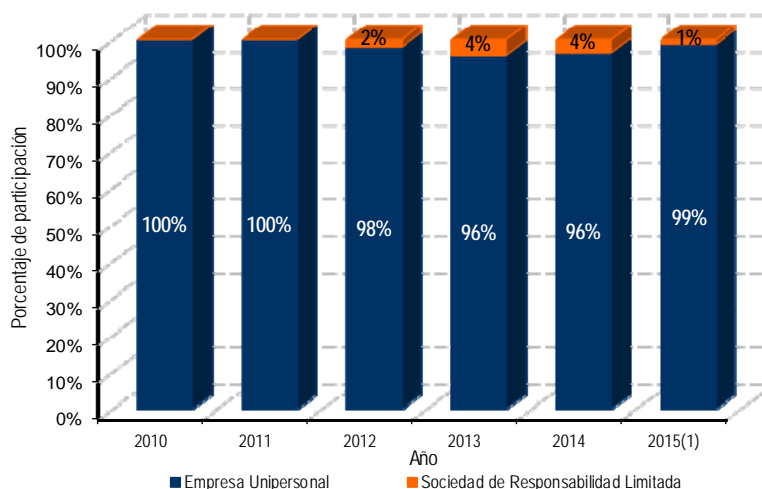 Porcentaje de participación
100%
90%
80%
70%
60%
50%
40%
30%
20%
10%
0%
2% 4% 4% 1%
100% 100% 98% 96% 96% 99%
2010 2011 2012 2013 2014 2015(1)
Año
Empresa Unipersonal Sociedad de Responsabilidad Limitada